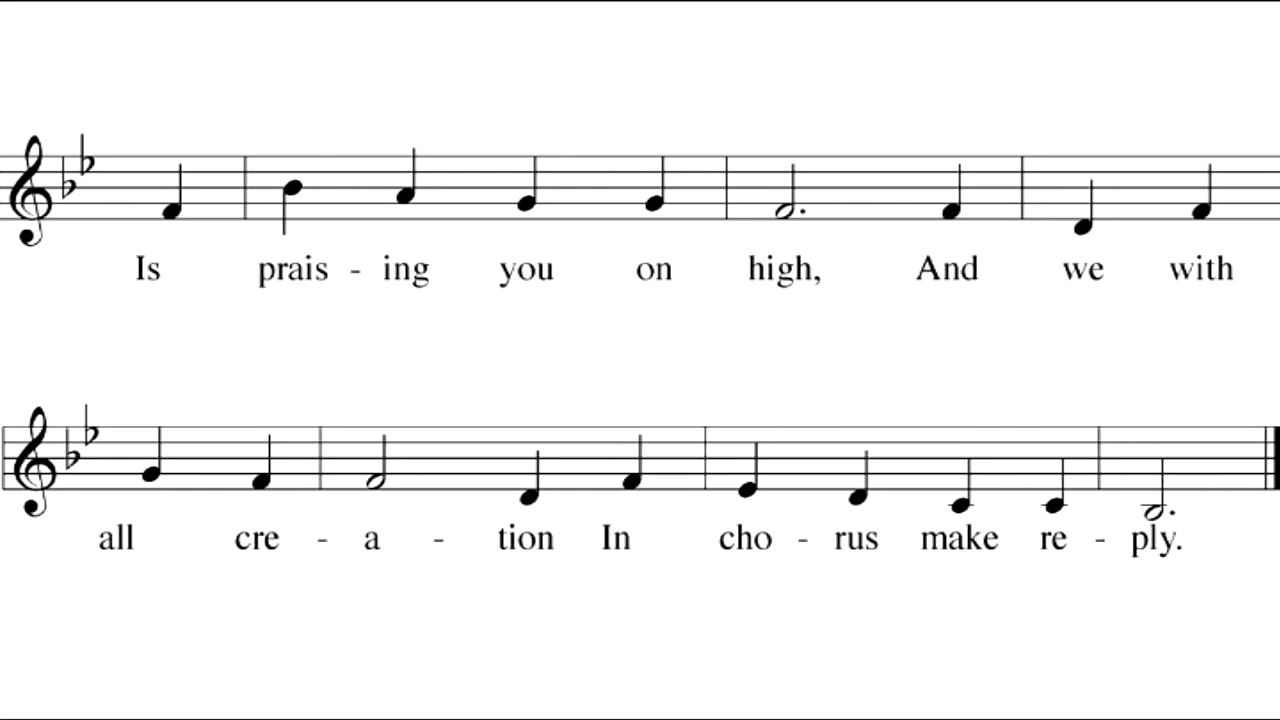 Is prais - ing you on high, And we with
all cre - a - tion In cho - rus make re - ply.